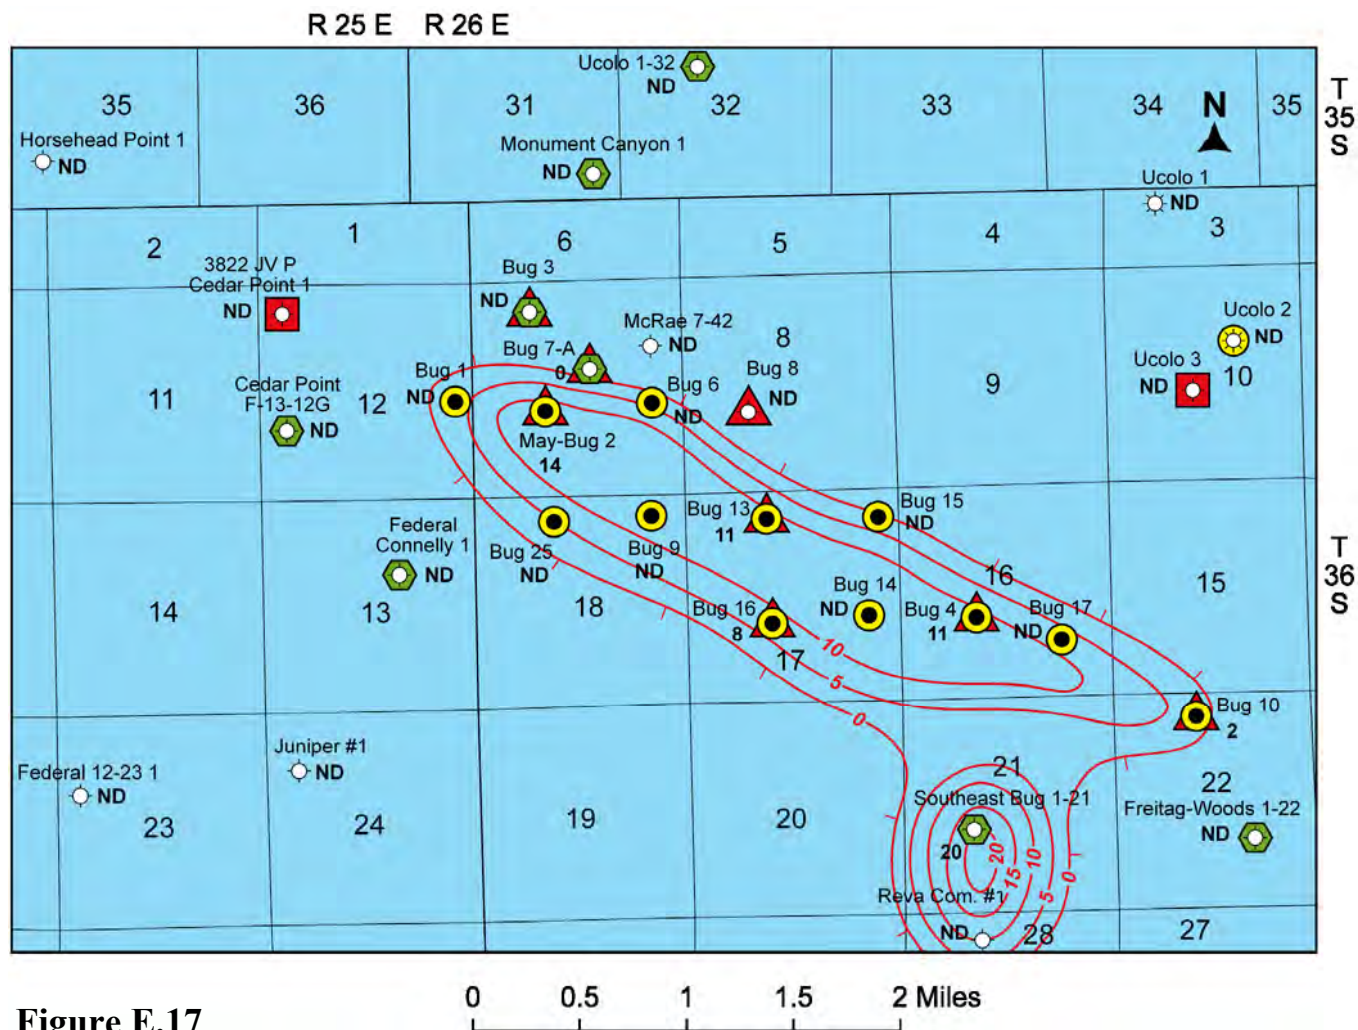 R 25 E R 26 E
Ucolo 1-32
ND
35
36
31
32
33
34
35
N
T
35
S
Horsehead Point 1
ND
Monument Canyon 1
ND
Ucolo 1
ND
2
1
6
5
4
3
3822 JV P
Cedar Point 1
ND
Bug 3
ND
McRae 7-42
ND
8
Ucolo 2
ND
Bug 7-A
0
Bug 1
ND
Bug 6
ND
Bug 8
ND
Ucolo 3
ND
10
Cedar Point
F-13-12G
ND
11
12
9
May-Bug 2
14
Bug 13
11
Bug 15
ND
Federal
Connelly 1
ND
Bug 25
ND
Bug 9
ND
16
15
T
36
S
14
13
18
Bug 16
8
17
Bug 14
ND
Bug 4
11
Bug 17
ND
10
5
0
Bug 10
2
Juniper #1
ND
Federal 12-23 1
ND
21
22
Southeast Bug 1-21
20
Freitag-Woods 1-22
ND
23
24
19
20
20
15
10
5
0
Reva Com. #1
ND
28
27
0 0.5 1 1.5 2 Miles
Figure E.17